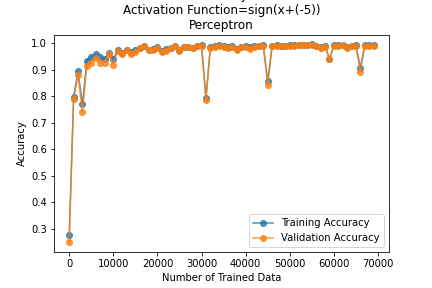 Activation Function=sign(x+(-5))
Perceptron
1.0
0.9
0.8
0.7
0.6
0.5
0.4
0.3
Accuracy
Training Accuracy
Validation Accuracy
0 10000 20000 30000 40000 50000 60000 70000
Number of Trained Data